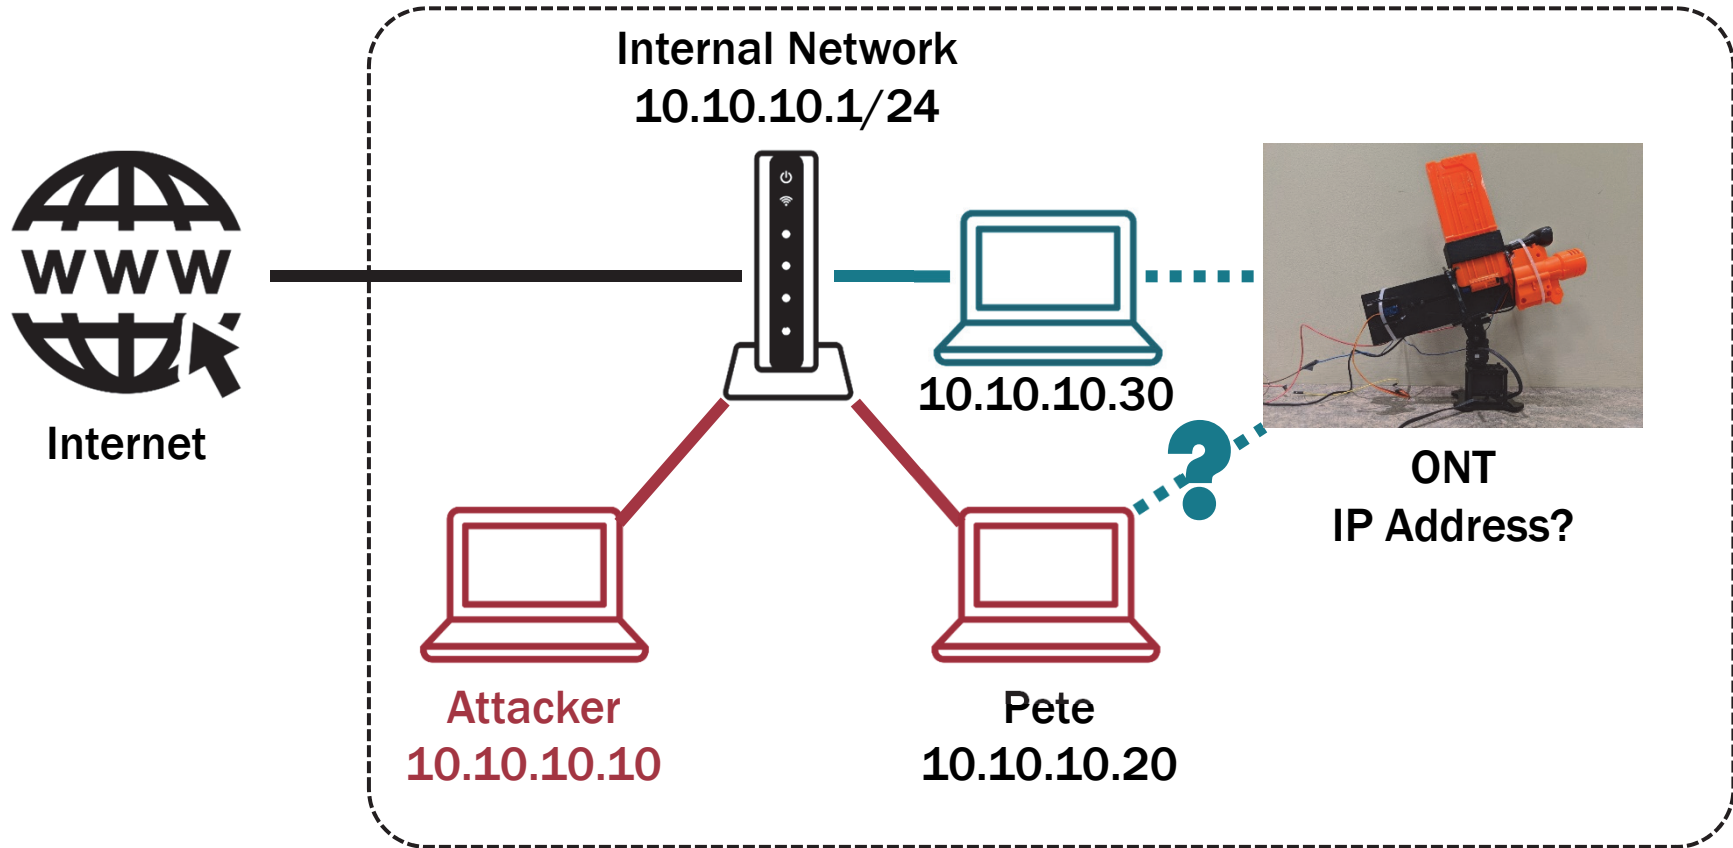 Internal Network
10.10.10.1/24
WWW
Internet
10.10.10.30
?
ONT
IP Address?
Attacker
10.10.10.10
Pete
10.10.10.20